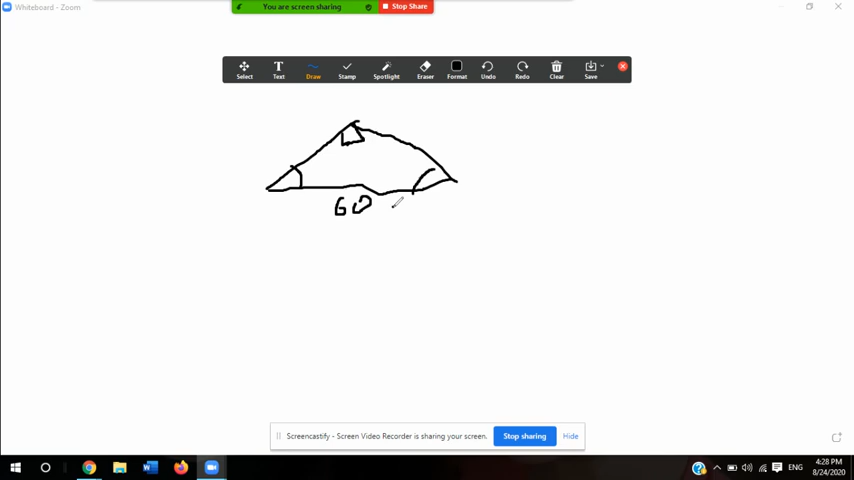 Whiteboard - Zoom
You are screen sharing
Stop Share
Select Text Draw Stamp Spotlight Eraser Format Undo Redo Clear Save
60
Screencastify - Screen Video Recorder is sharing your screen. Stop sharing Hide
ENG
4:28 PM
8/24/2020